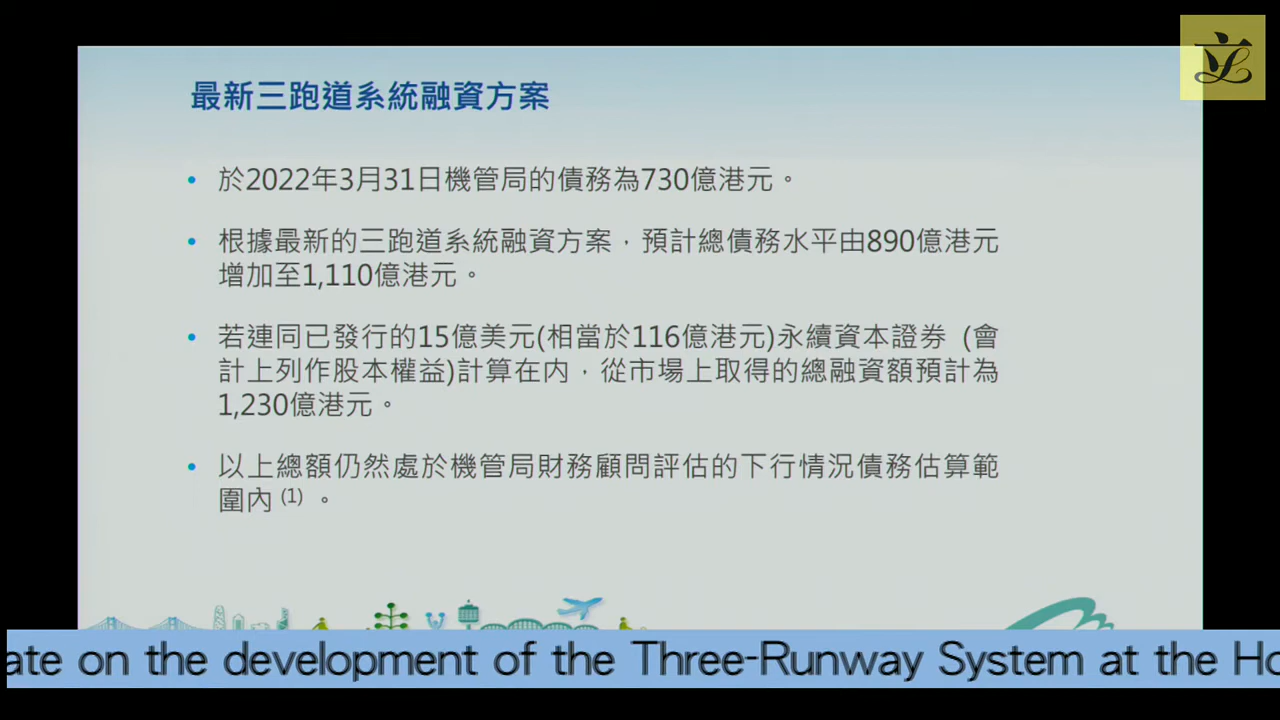 最新三跑道系統融資方案
• 於2022年3月31日機管局的債務為730億港元。
• 根據最新的三跑道系統融資方案，預計總債務水平由890億港元
增加至1,110億港元。
• 若連同已發行的15億美元(相當於116億港元)永續資本證券 (會
計上列作股本權益)計算在内，從市場上取得的總融資額預計為
1,230億港元。
• 以上總額仍然處於機管局財務顧問評估的下行情況債務估算範
圍內 (1) 。
ate on the development of the Three-Runway System at the Ho